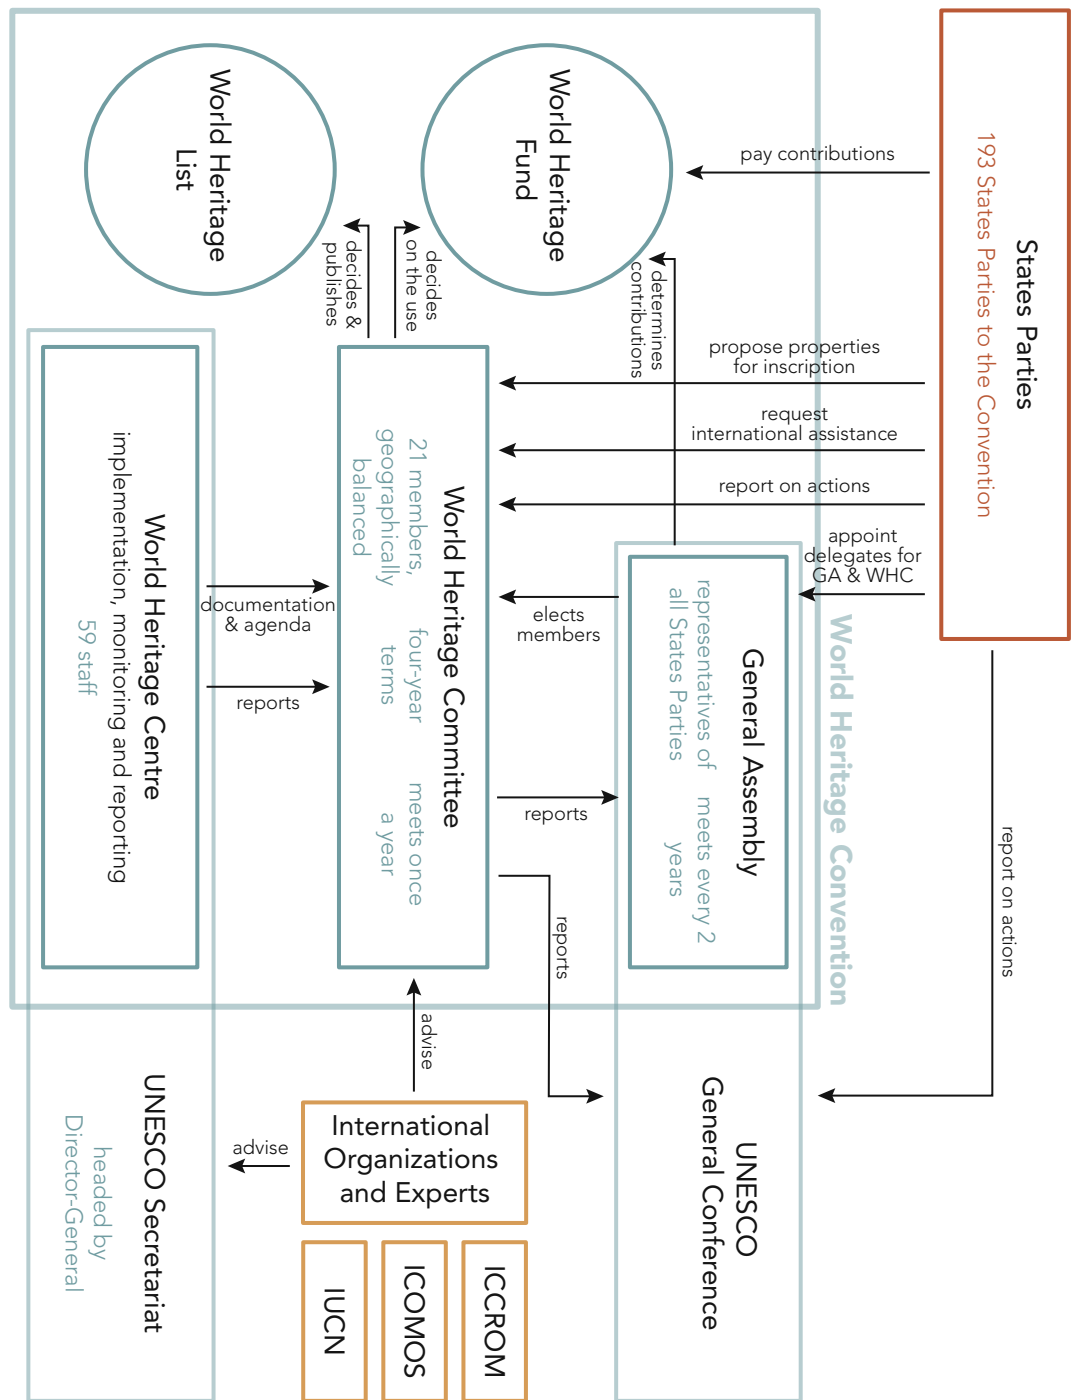 States Parties
193 States Parties to the Convention
pay contributions
propose properties
for inscription
request
international assistance
report on actions
appoint
delegates for
GA & WHC
report on actions
World Heritage Convention
World Heritage
Fund
World Heritage
List
determines
contributions
decides
on the use
decides &
publishes
General Assembly
representatives of
all States Parties
meets every 2
years
elects
members
reports
reports
World Heritage Committee
21 members,
geographically
balanced
four-year
terms
meets once
a year
documentation
& agenda
reports
World Heritage Centre
implementation, monitoring and reporting
59 staff
UNESCO
General Conference
advise
International
Organizations
and Experts
advise
ICCROM
ICOMOS
IUCN
UNESCO Secretariat
headed by
Director-General